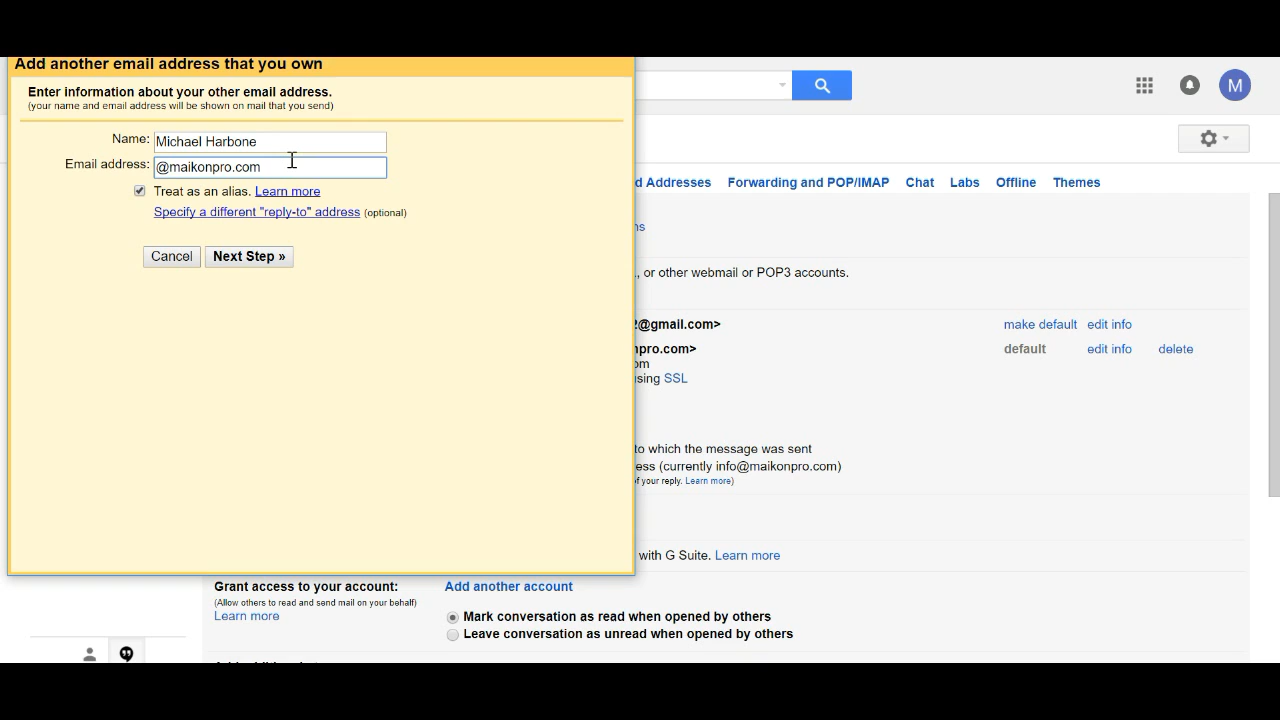 Add another email address that you own
Enter information about your other email address.
(your name and email address will be shown on mail that you send)
Name: Michael Harbone
Email address: @maikonpro.com
Treat as an alias. Learn more
Specify a different "reply-to" address (optional)
Cancel Next Step »
M
d Addresses Forwarding and POP/IMAP Chat Labs Offline Themes
ns
, or other webmail or POP3 accounts.
2@gmail.com> make default edit info
npro.com> default edit info delete
om
using SSL
to which the message was sent
ess (currently info@maikonpro.com)
f your reply. Learn more)
with G Suite. Learn more
Grant access to your account: Add another account
(Allow others to read and send mail on your behalf)
Learn more
Mark conversation as read when opened by others
Leave conversation as unread when opened by others